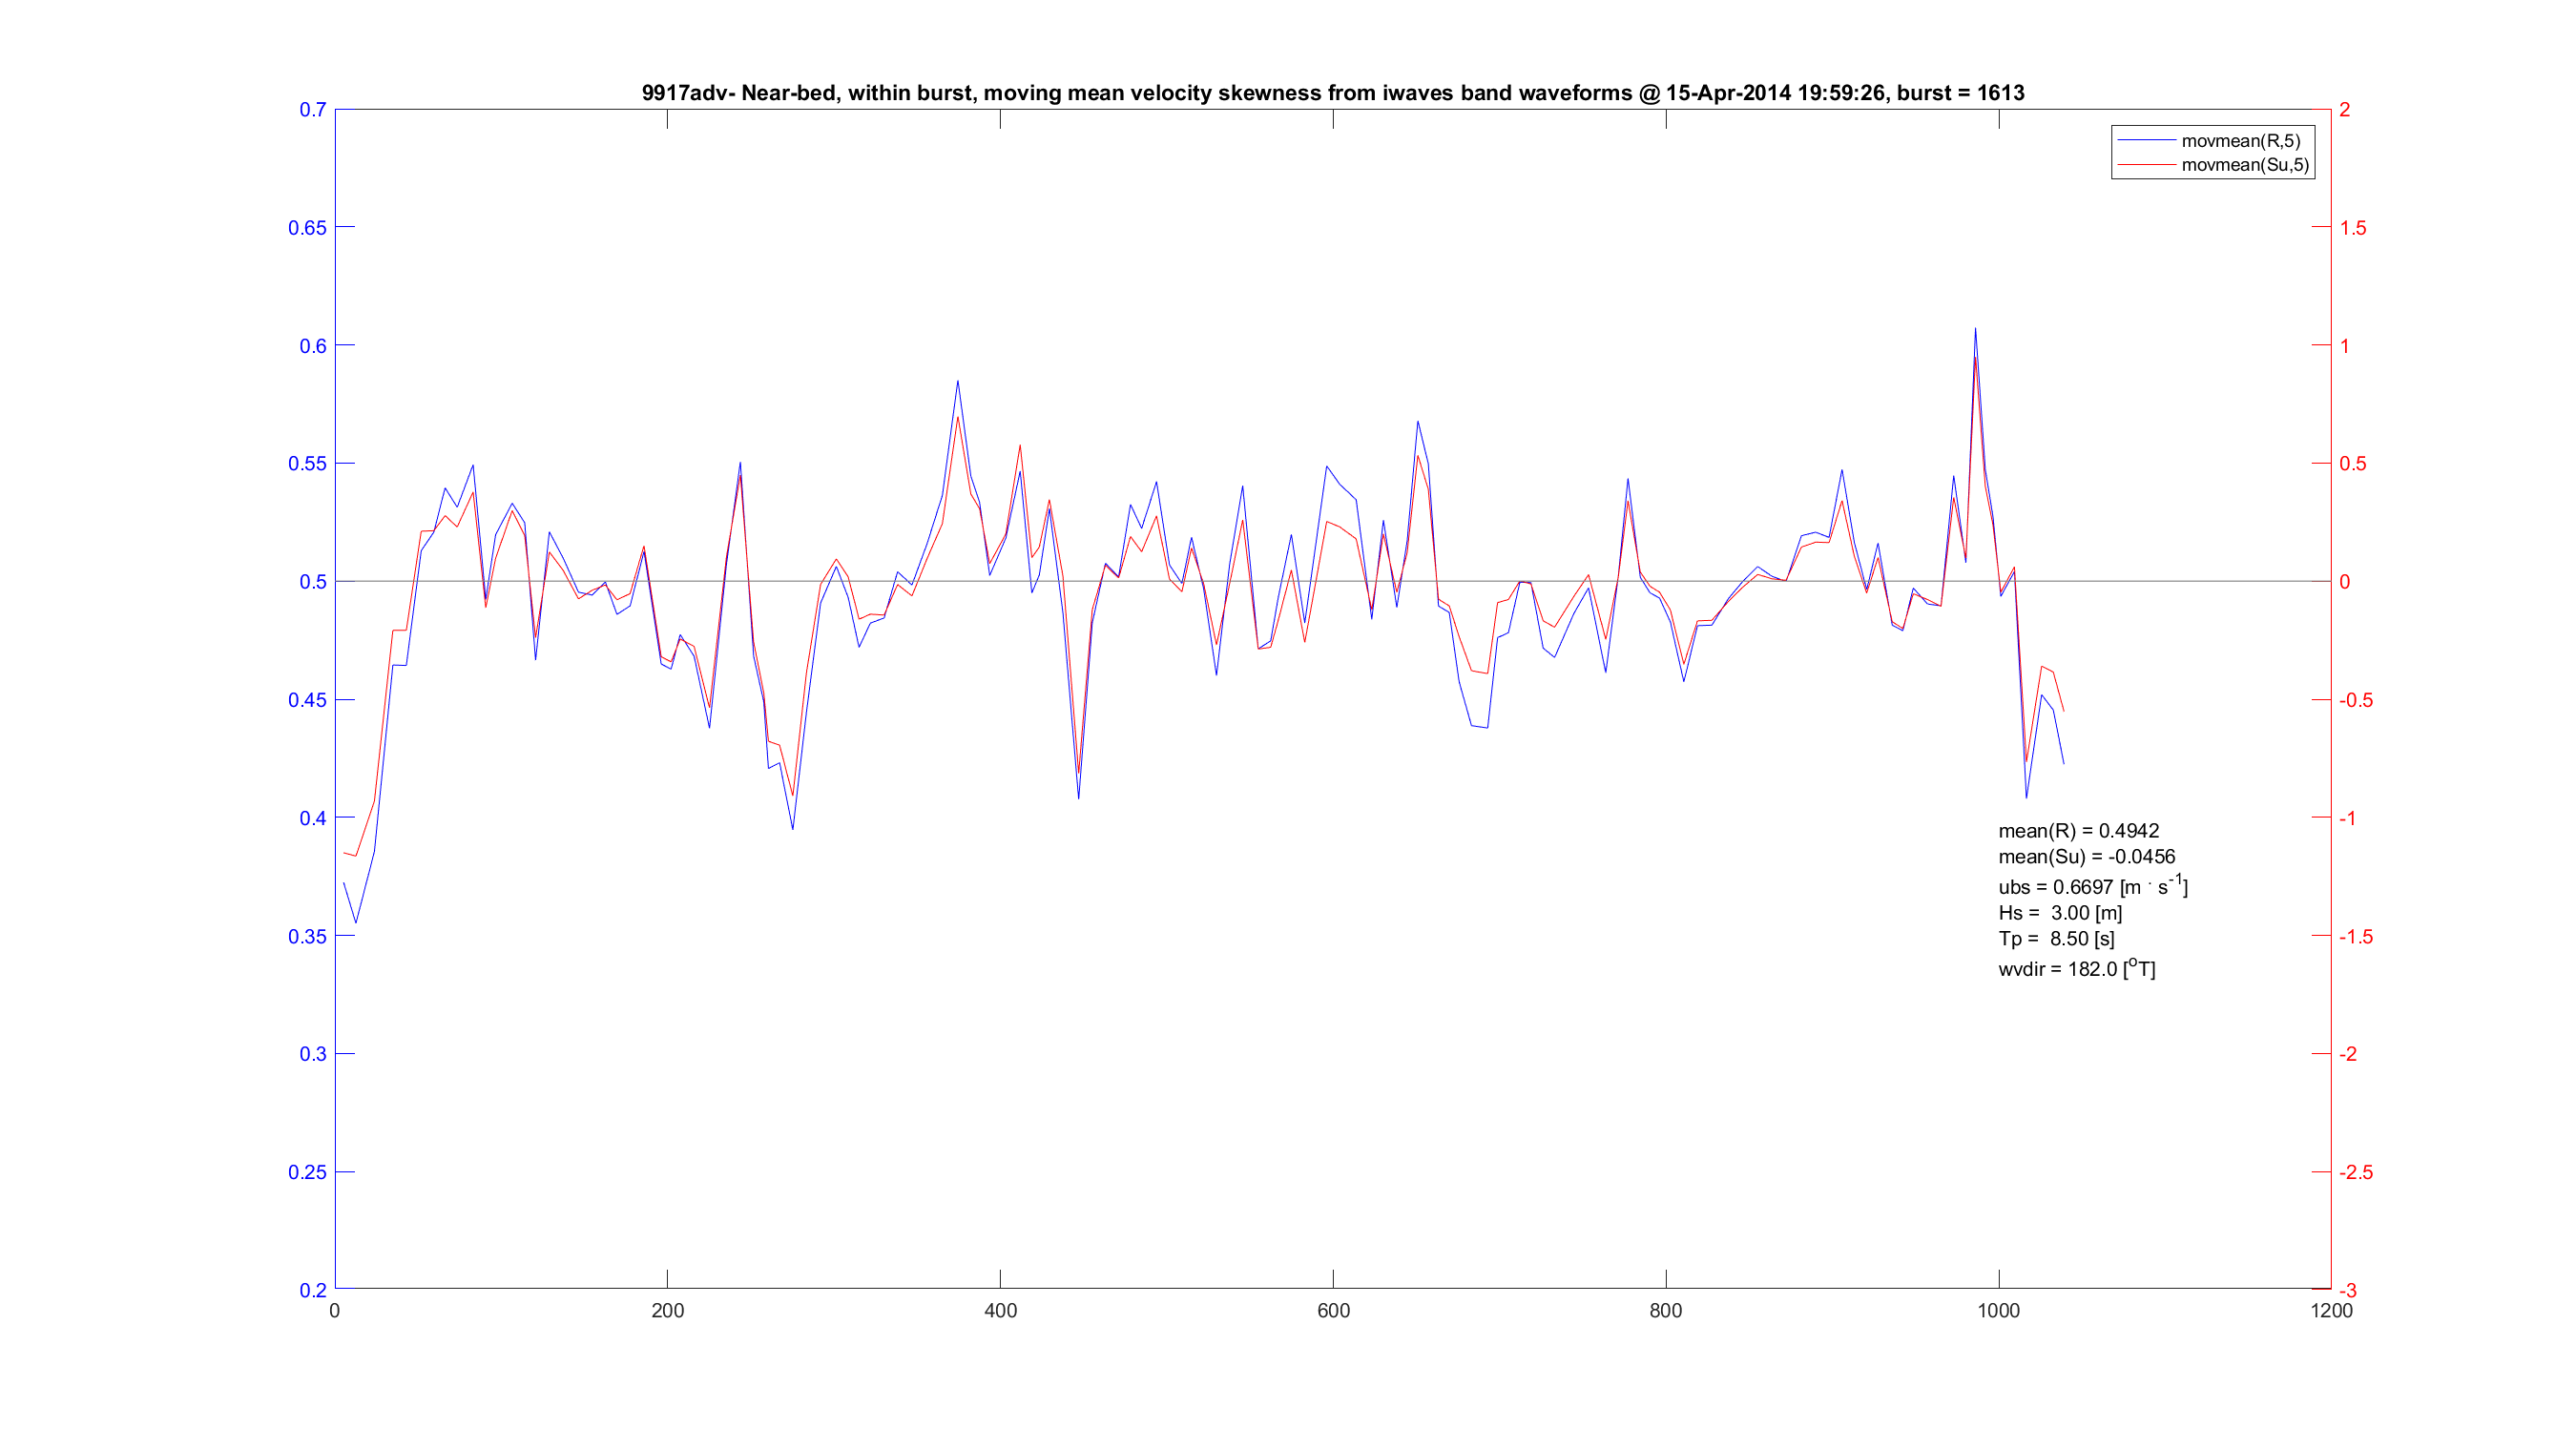 9917adv- Near-bed, within burst, moving mean velocity skewness from iwaves band waveforms @ 15-Apr-2014 19:59:26, burst = 1613
0.7
0.65
0.6
0.55
0.5
0.45
0.4
0.35
0.3
0.25
0.2
2
1.5
1
0.5
0
-0.5
-1
-1.5
-2
-2.5
-3
movmean(R,5)
movmean(Su,5)
mean(R) = 0.4942
mean(Su) = -0.0456
ubs = 0.6697 [m · s⁻¹]
Hs = 3.00 [m]
Tp = 8.50 [s]
wvdir = 182.0 [°T]
0 200 400 600 800 1000 1200